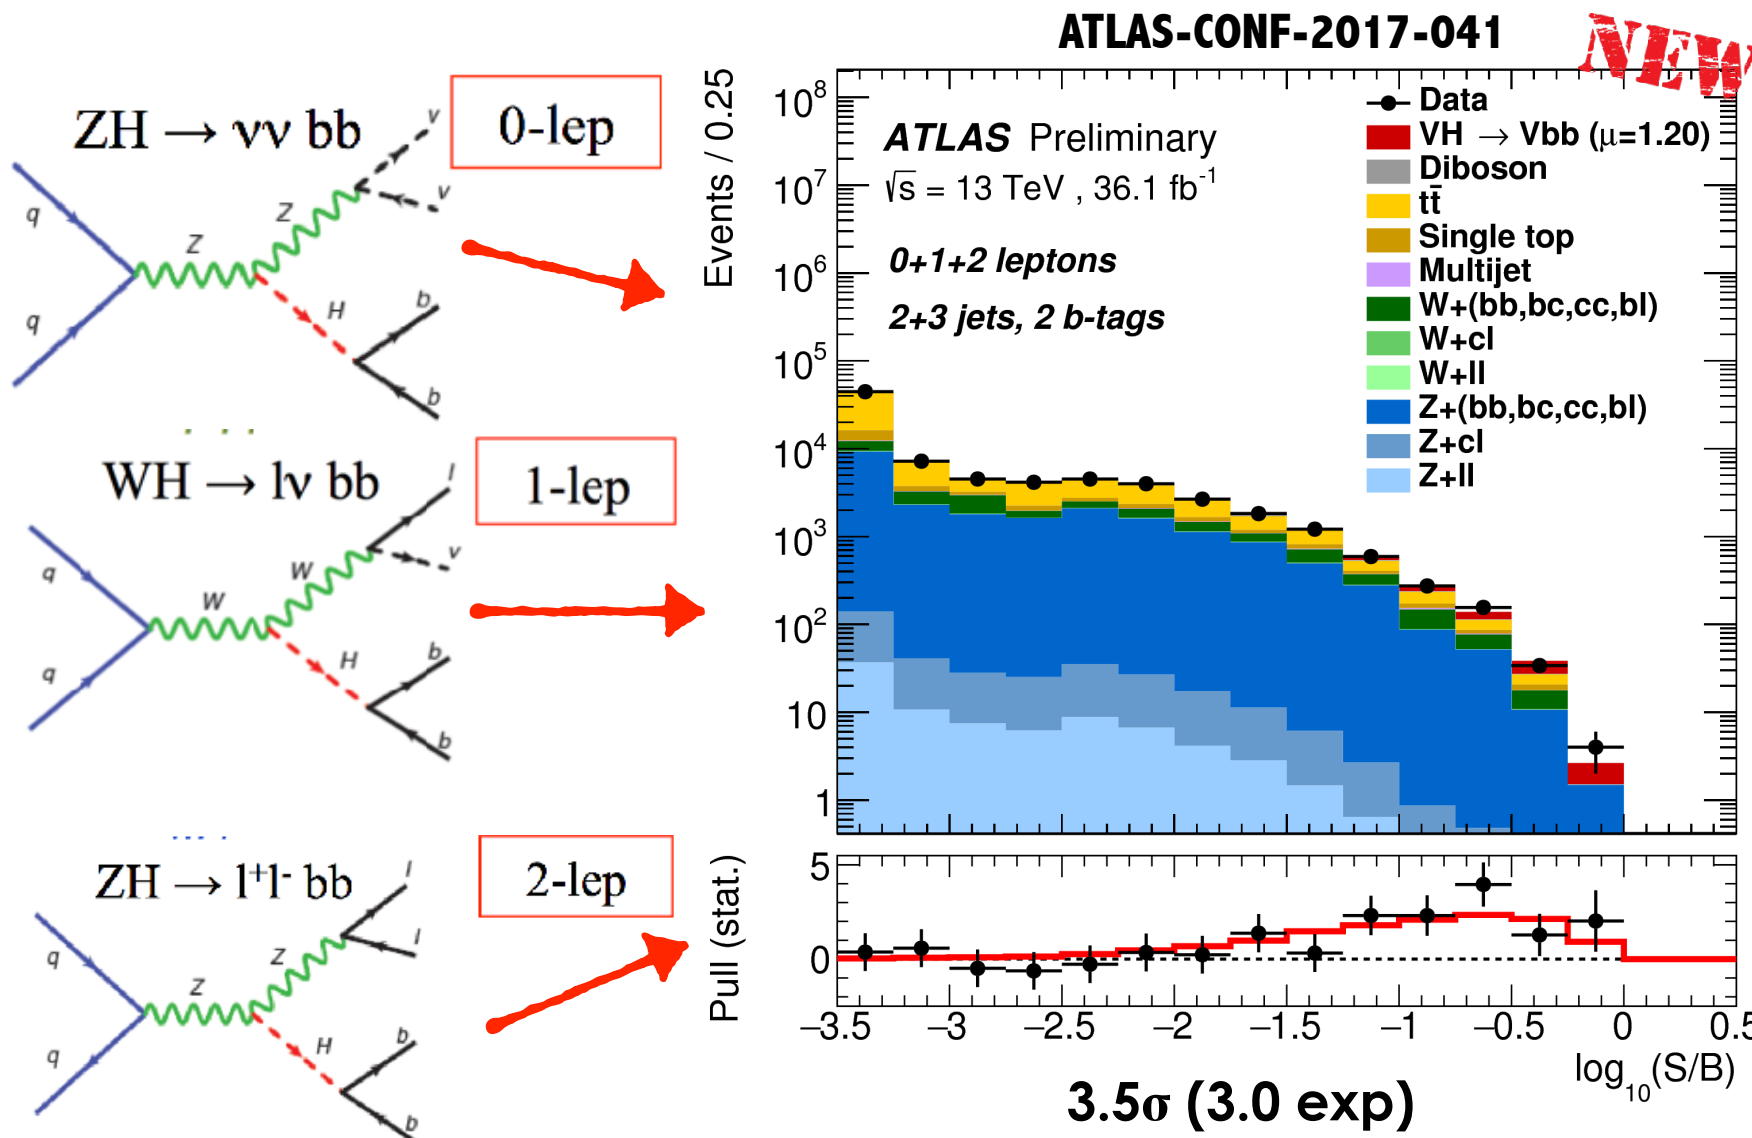 ATLAS-CONF-2017-041
NEW
ZH → νν bb
0-lep
q
q
Z
Z
ν
ν
H
b
b
WH → lν bb
1-lep
q
q
W
W
l
ν
H
b
b
ZH → l⁺l⁻ bb
2-lep
q
q
Z
Z
l
l
H
b
b
Events / 0.25
10⁸
10⁷
10⁶
10⁵
10⁴
10³
10²
10
1
ATLAS Preliminary
√s = 13 TeV , 36.1 fb⁻¹
0+1+2 leptons
2+3 jets, 2 b-tags
Data
VH → Vbb (μ=1.20)
Diboson
tt̄
Single top
Multijet
W+(bb,bc,cc,bl)
W+cl
W+ll
Z+(bb,bc,cc,bl)
Z+cl
Z+ll
Pull (stat.)
5
0
−3.5 −3 −2.5 −2 −1.5 −1 −0.5 0 0.5
log₁₀(S/B)
3.5σ (3.0 exp)